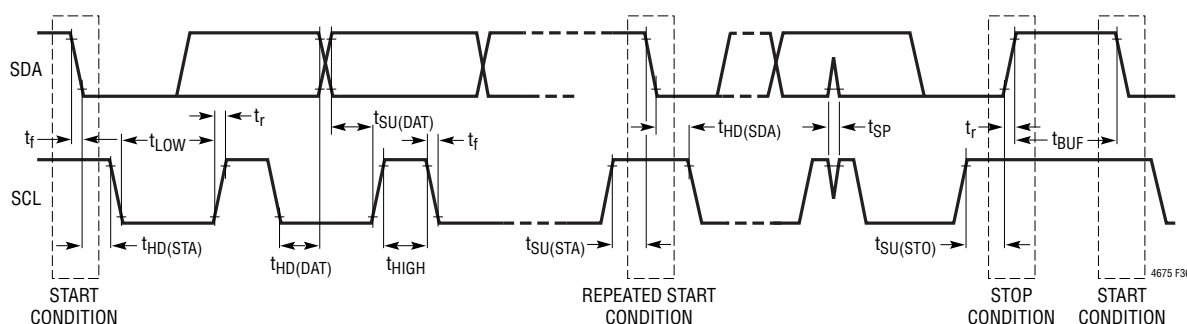 SDA
tf
tLOW
tr
tSU(DAT)
tf
tHD(SDA)
tSP
tr
tBUF
SCL
tHD(STA)
tHD(DAT)
tHIGH
tSU(STA)
tSU(STO)
4675 F36
START
CONDITION
REPEATED START
CONDITION
STOP
CONDITION
START
CONDITION